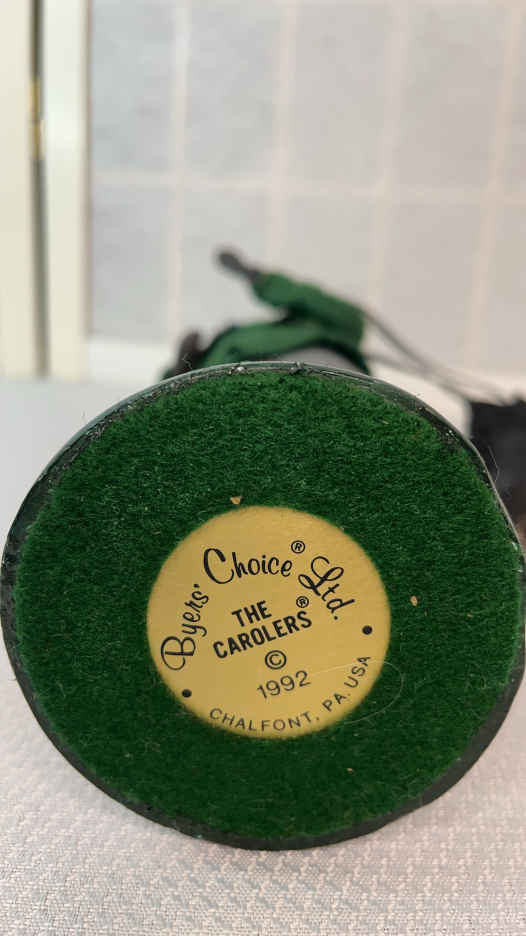 Byers' Choice® Ltd.
THE
CAROLERS®
©
1992
CHALFONT, PA. USA